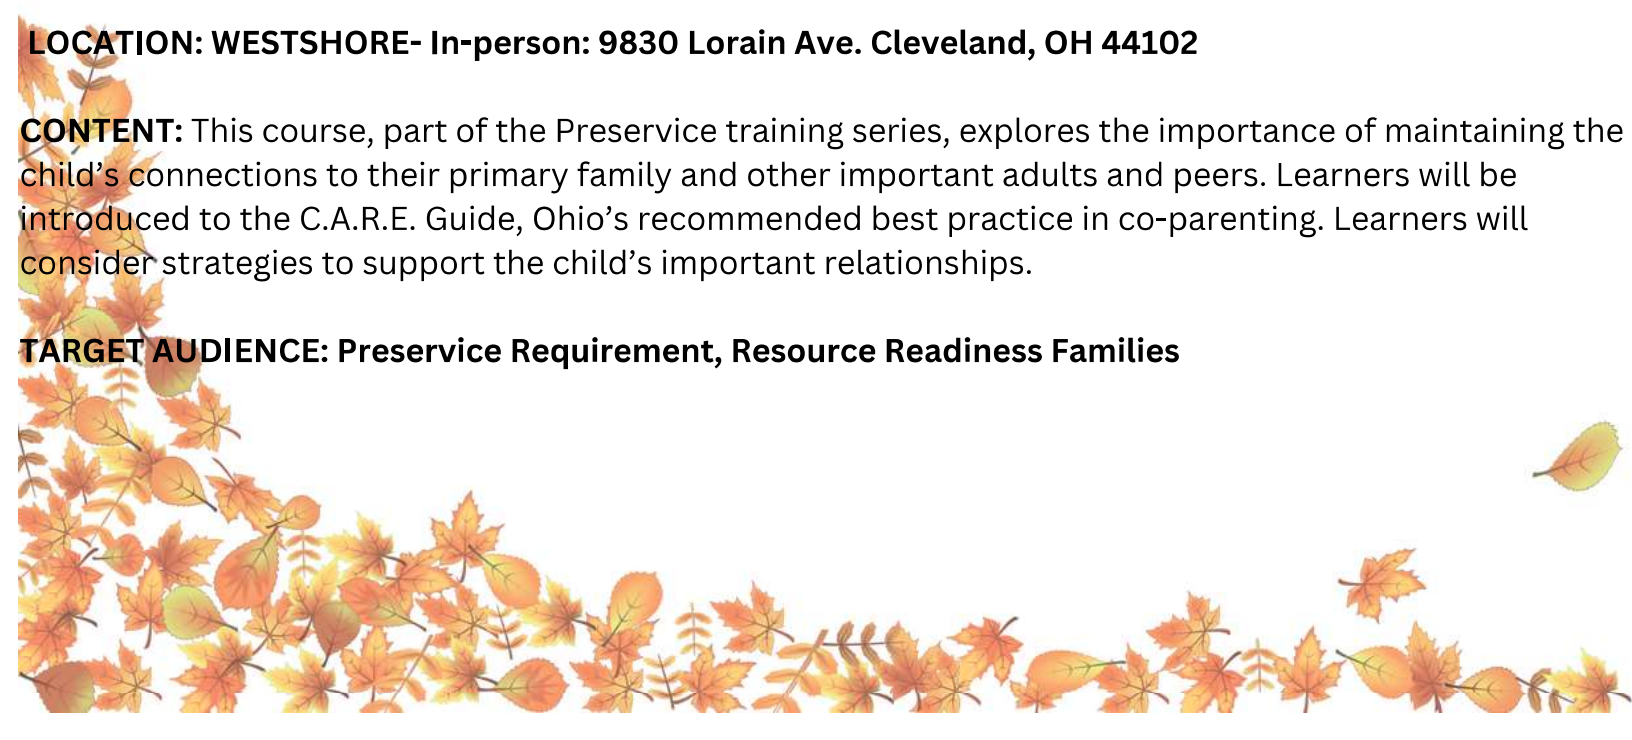 LOCATION: WESTSHORE- In-person: 9830 Lorain Ave. Cleveland, OH 44102
CONTENT: This course, part of the Preservice training series, explores the importance of maintaining the
child’s connections to their primary family and other important adults and peers. Learners will be
introduced to the C.A.R.E. Guide, Ohio’s recommended best practice in co-parenting. Learners will
consider strategies to support the child’s important relationships.
TARGET AUDIENCE: Preservice Requirement, Resource Readiness Families